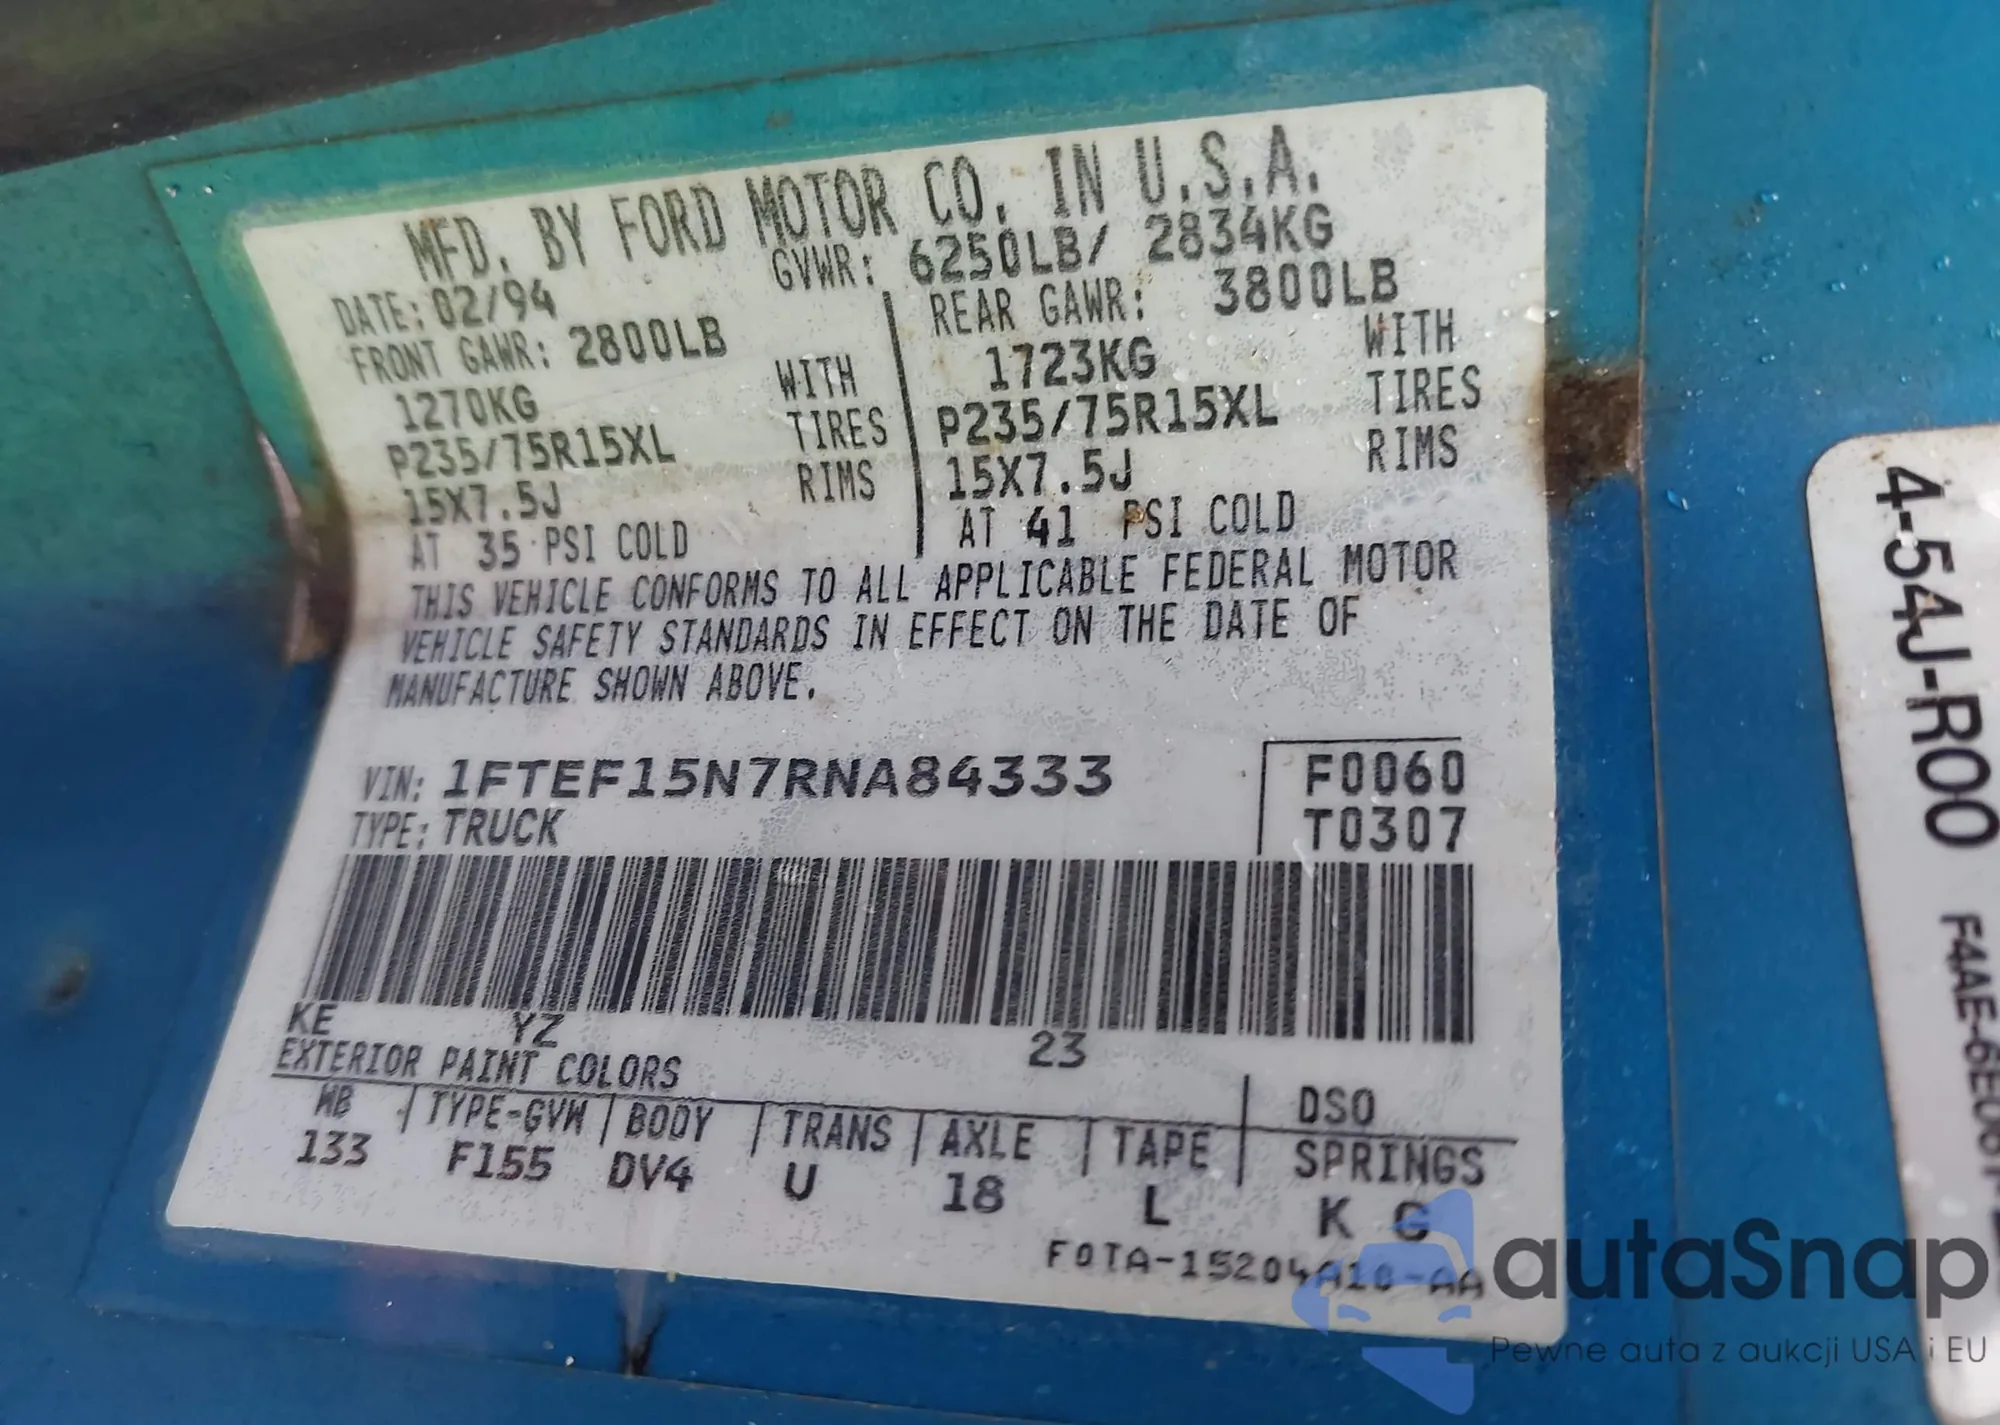 MFD. BY FORD MOTOR CO. IN U.S.A.
DATE: 02/94 GVWR: 6250LB/ 2834KG
FRONT GAWR: 2800LB REAR GAWR: 3800LB
1270KG WITH 1723KG WITH
P235/75R15XL TIRES P235/75R15XL TIRES
15X7.5J RIMS 15X7.5J RIMS
AT 35 PSI COLD AT 41 PSI COLD
THIS VEHICLE CONFORMS TO ALL APPLICABLE FEDERAL MOTOR
VEHICLE SAFETY STANDARDS IN EFFECT ON THE DATE OF
MANUFACTURE SHOWN ABOVE.
VIN: 1FTEF15N7RNA84333 F0060
TYPE: TRUCK T0307
KE YZ 23
EXTERIOR PAINT COLORS DSO
WB TYPE-GVW BODY TRANS AXLE TAPE SPRINGS
133 F155 DV4 U 18 L K G
F0TA-15204A10-AA
4-54J-R00
autaSnap
Pewne auta z aukcji USA i EU